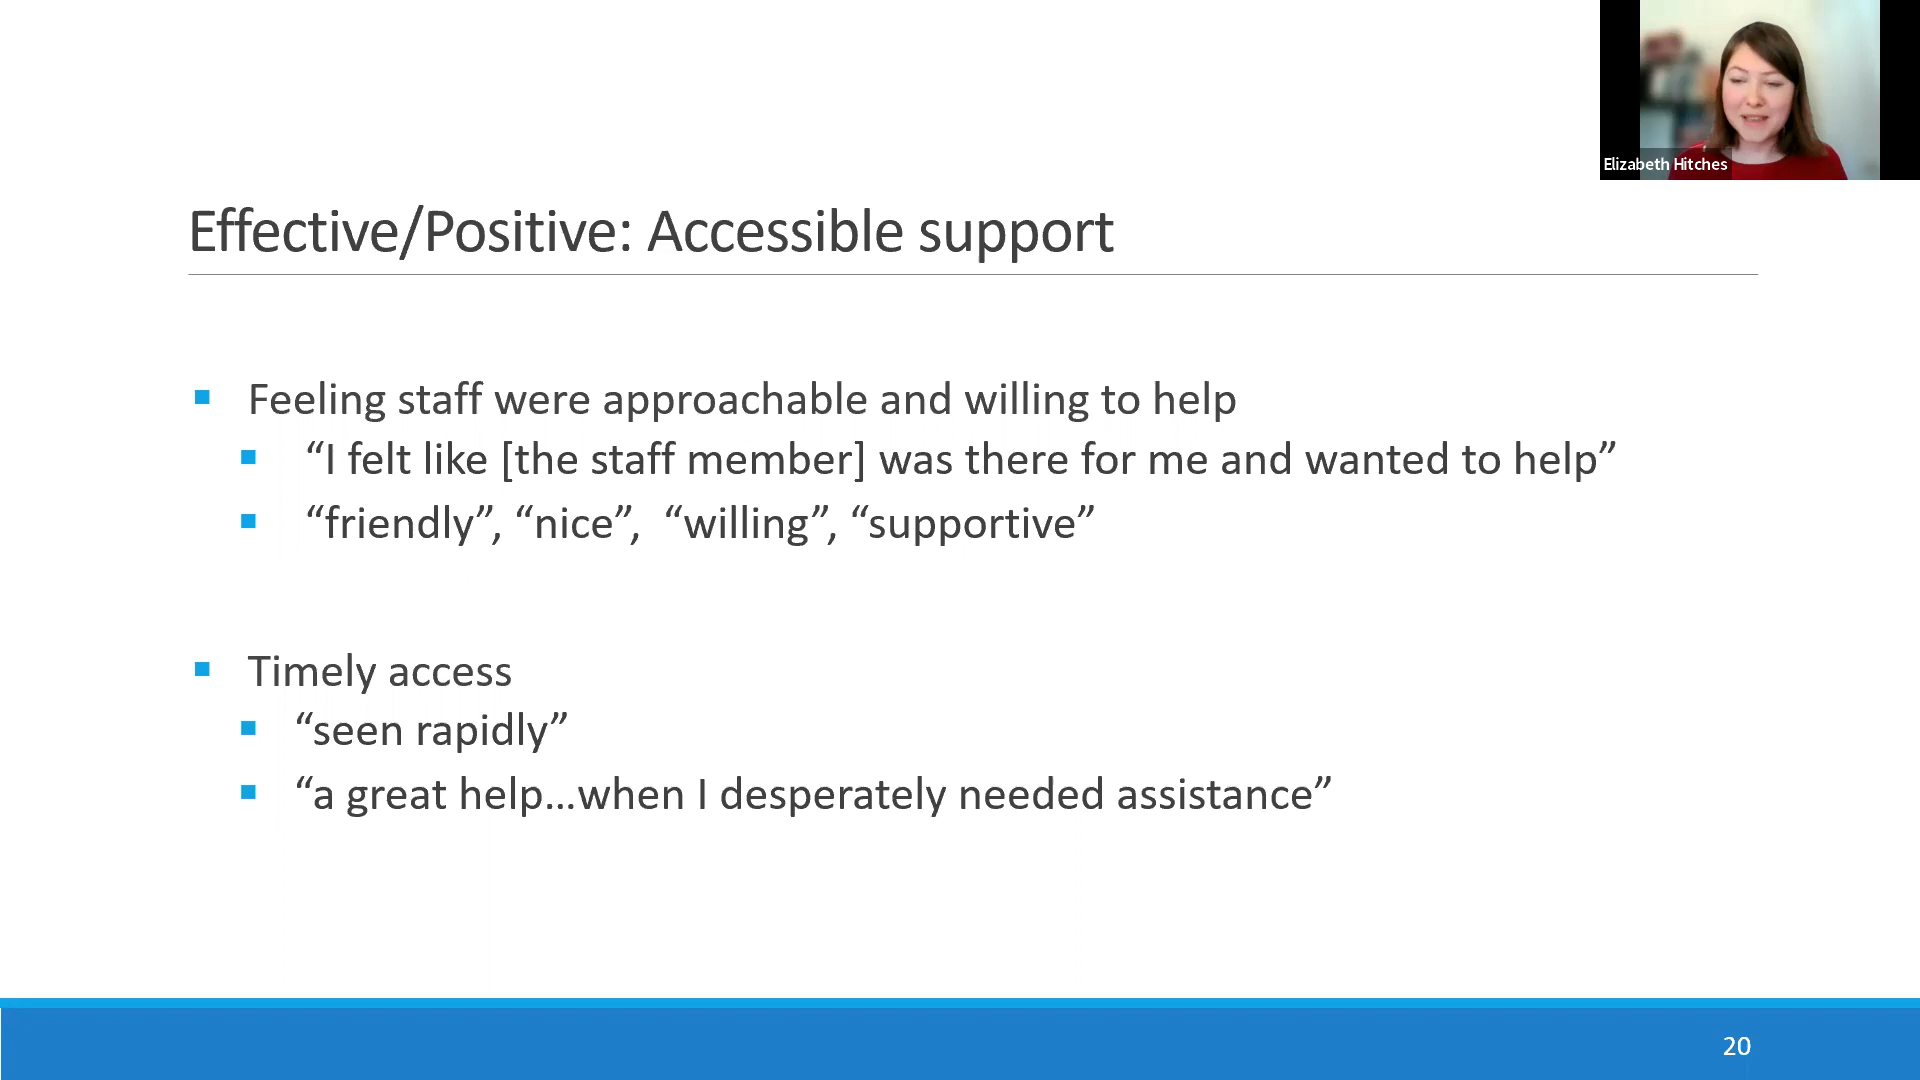 Elizabeth Hitches
Effective/Positive: Accessible support
Feeling staff were approachable and willing to help
“I felt like [the staff member] was there for me and wanted to help”
“friendly”, “nice”,  “willing”, “supportive”
Timely access
“seen rapidly”
“a great help…when I desperately needed assistance”
20